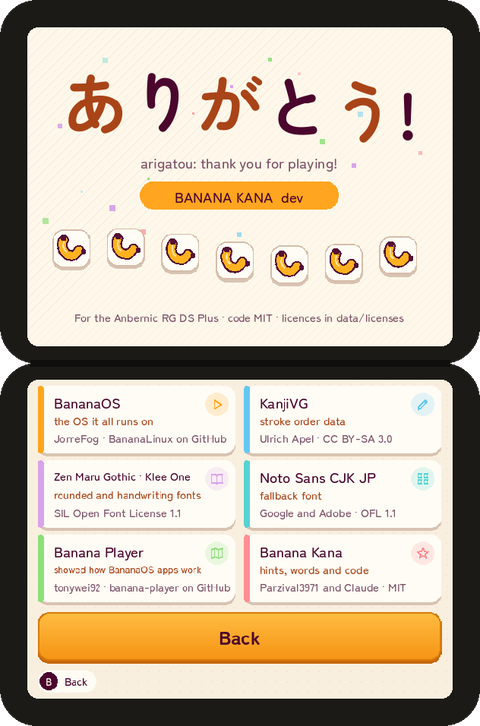 ありがとう!
arigatou: thank you for playing!
BANANA KANA dev
For the Anbernic RG DS Plus · code MIT · licences in data/licenses
BananaOS
the OS it all runs on
JorreFog · BananaLinux on GitHub
KanjiVG
stroke order data
Ulrich Apel · CC BY-SA 3.0
Zen Maru Gothic · Klee One
rounded and handwriting fonts
SIL Open Font License 1.1
Noto Sans CJK JP
fallback font
Google and Adobe · OFL 1.1
Banana Player
showed how BananaOS apps work
tonywei92 · banana-player on GitHub
Banana Kana
hints, words and code
Parzival3971 and Claude · MIT
Back
B Back